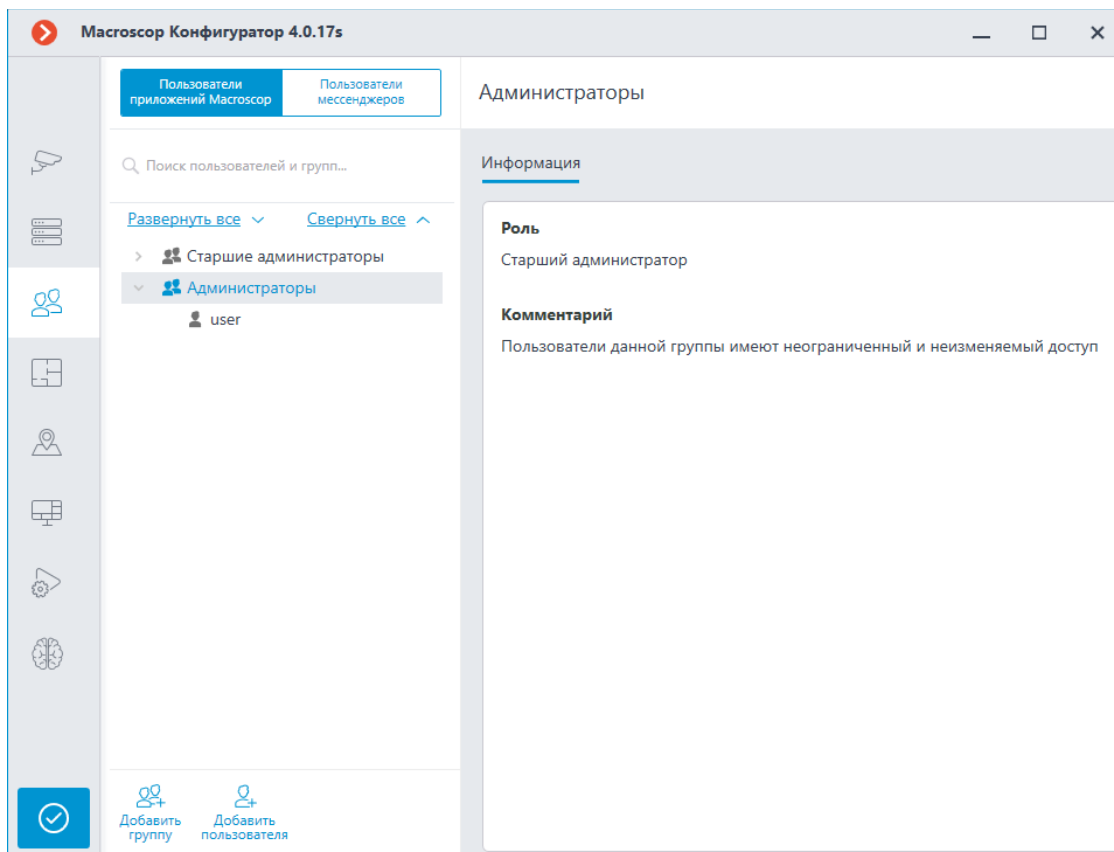 Macroscop Конфигуратор 4.0.17s
Пользователи
приложений Macroscop
Пользователи
мессенджеров
Поиск пользователей и групп...
Развернуть все
Свернуть все
Старшие администраторы
Администраторы
user
Добавить
группу
Добавить
пользователя
Администраторы
Информация
Роль
Старший администратор
Комментарий
Пользователи данной группы имеют неограниченный и неизменяемый доступ